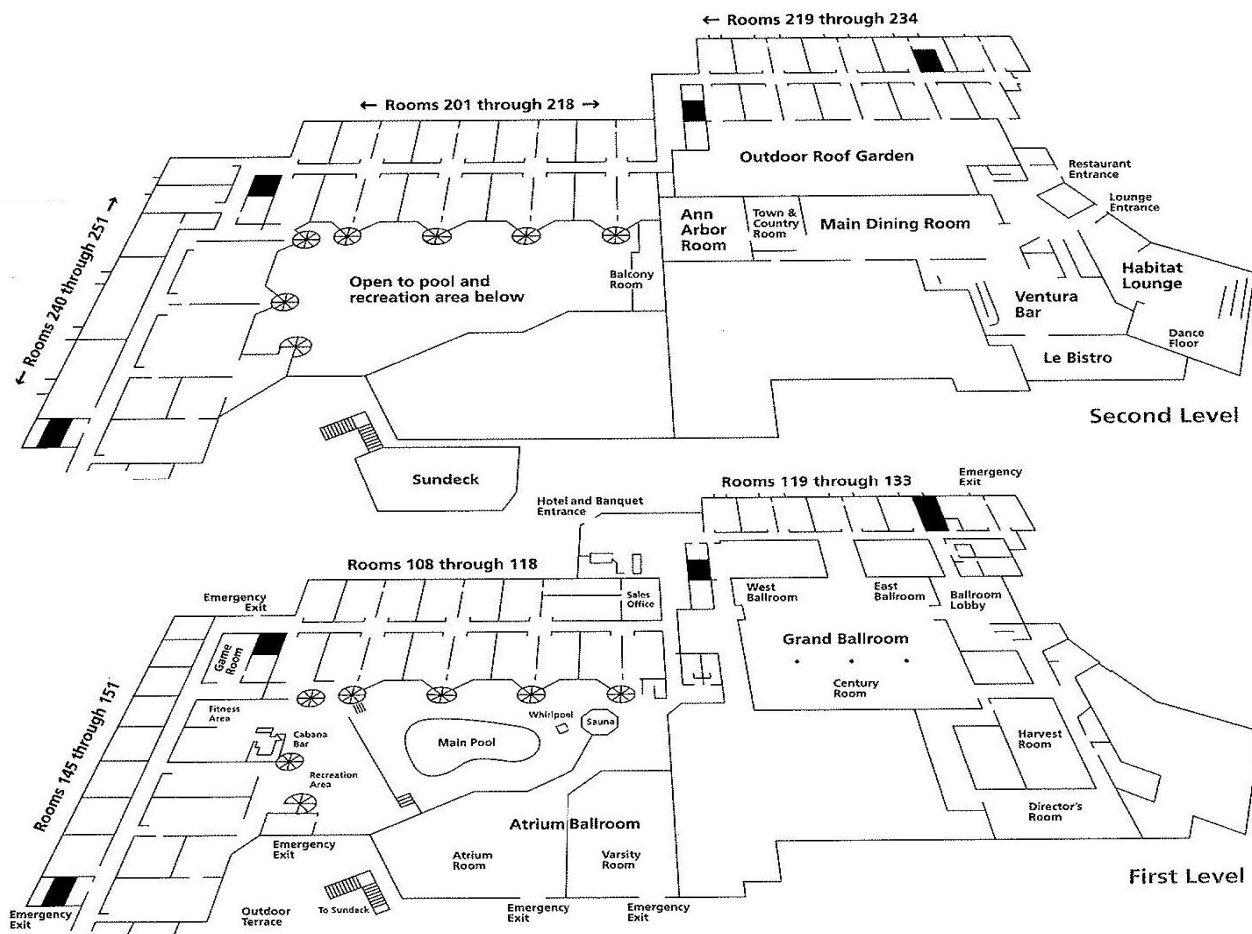 ← Rooms 219 through 234
← Rooms 201 through 218 →
Outdoor Roof Garden
Restaurant
Entrance
Lounge
Entrance
Ann
Arbor
Room
Town &
Country
Room
Main Dining Room
← Rooms 240 through 251 →
Open to pool and
recreation area below
Balcony
Room
Habitat
Lounge
Ventura
Bar
Dance
Floor
Le Bistro
Second Level
Sundeck
Hotel and Banquet
Entrance
Rooms 119 through 133
Emergency
Exit
Rooms 108 through 118
Emergency
Exit
Sales
Office
West
Ballroom
East
Ballroom
Ballroom
Lobby
Game
Room
Grand Ballroom
Century
Room
Rooms 145 through 151
Fitness
Area
Cabana
Bar
Whirlpool
Sauna
Main Pool
Harvest
Room
Recreation
Area
Director's
Room
Atrium Ballroom
Emergency
Exit
Atrium
Room
Varsity
Room
First Level
Emergency
Exit
Outdoor
Terrace
To Sundeck
Emergency
Exit
Emergency
Exit